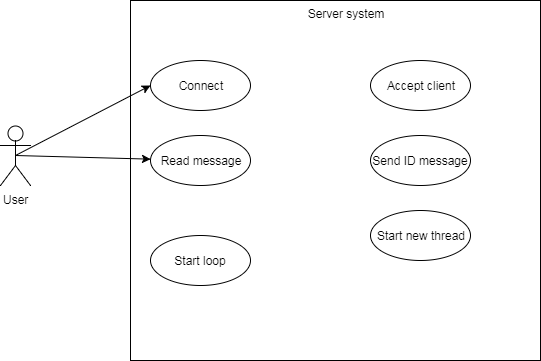 Server system
Connect
Accept client
Read message
Send ID message
User
Start new thread
Start loop